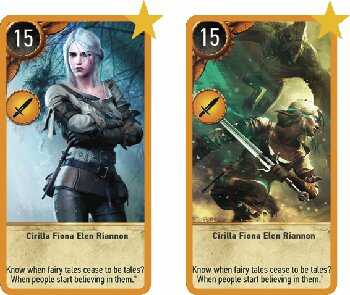 15
Cirilla Fiona Elen Riannon
Know when fairy tales cease to be tales?
When people start believing in them."
15
Cirilla Fiona Elen Riannon
Know when fairy tales cease to be tales?
When people start believing in them."